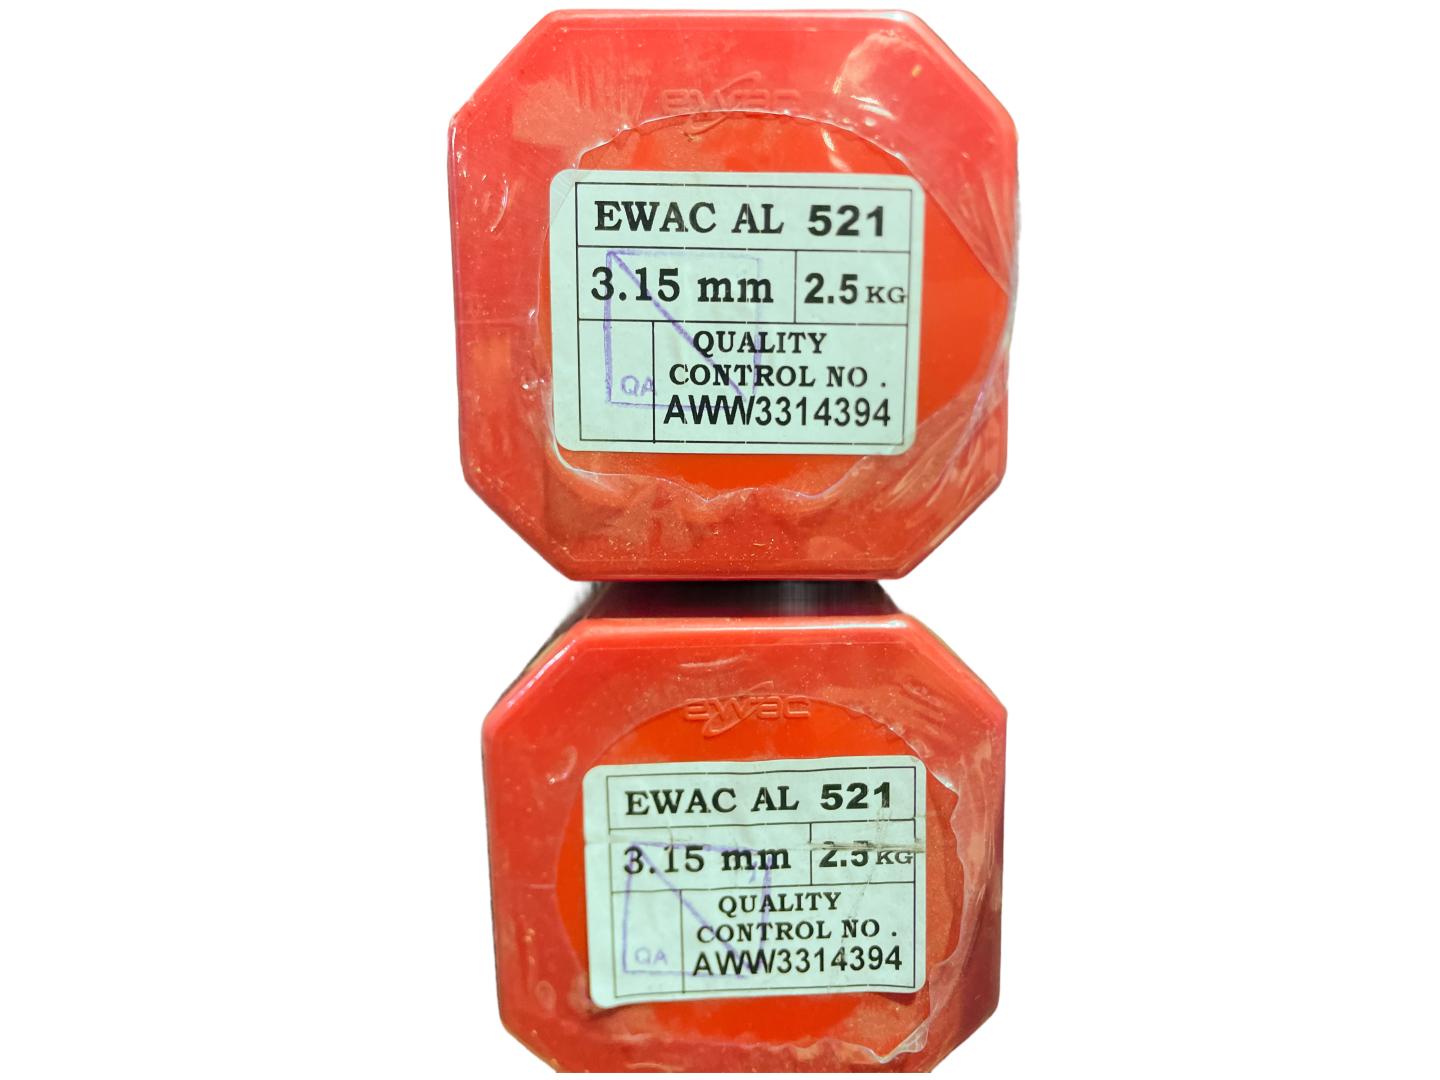 ewac
EWAC AL 521
3.15 mm 2.5 KG
QUALITY
CONTROL NO .
QA
AWW3314394
ewac
EWAC AL 521
3.15 mm 2.5 KG
QUALITY
CONTROL NO .
QA
AWW3314394